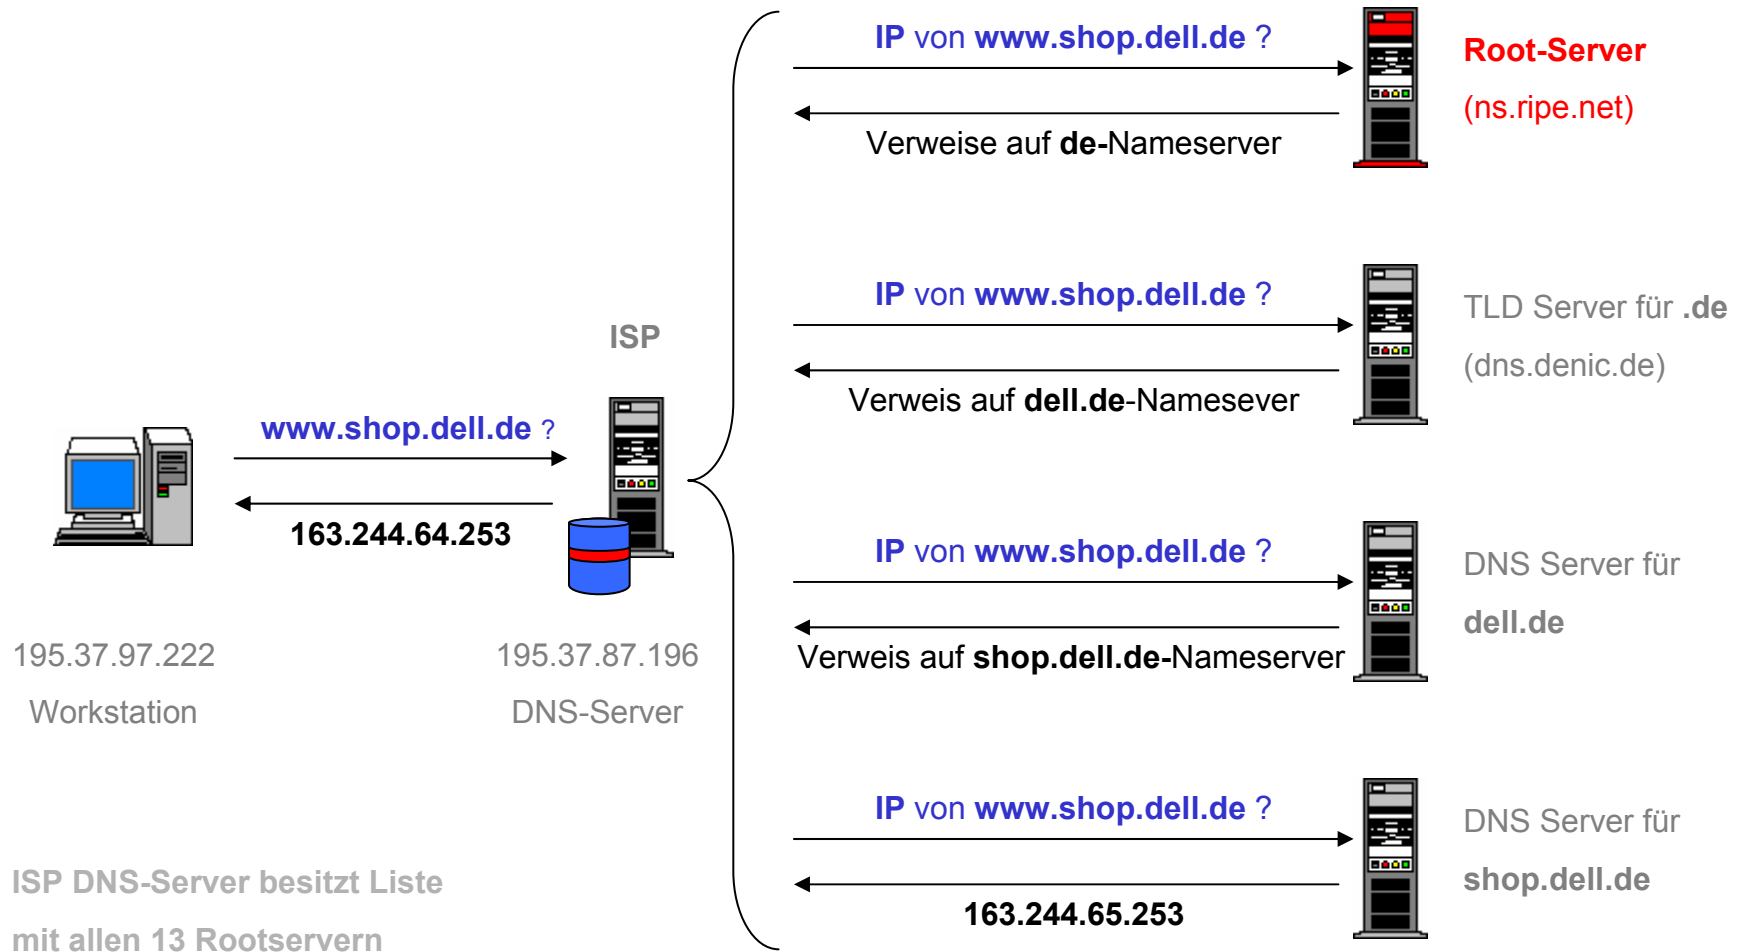 IP von www.shop.dell.de ?
Root-Server
(ns.ripe.net)
Verweise auf de-Nameserver
IP von www.shop.dell.de ?
TLD Server für .de
(dns.denic.de)
Verweis auf dell.de-Namesever
ISP
www.shop.dell.de ?
163.244.64.253
195.37.97.222
Workstation
195.37.87.196
DNS-Server
IP von www.shop.dell.de ?
DNS Server für
dell.de
Verweis auf shop.dell.de-Nameserver
IP von www.shop.dell.de ?
DNS Server für
shop.dell.de
163.244.65.253
ISP DNS-Server besitzt Liste
mit allen 13 Rootservern